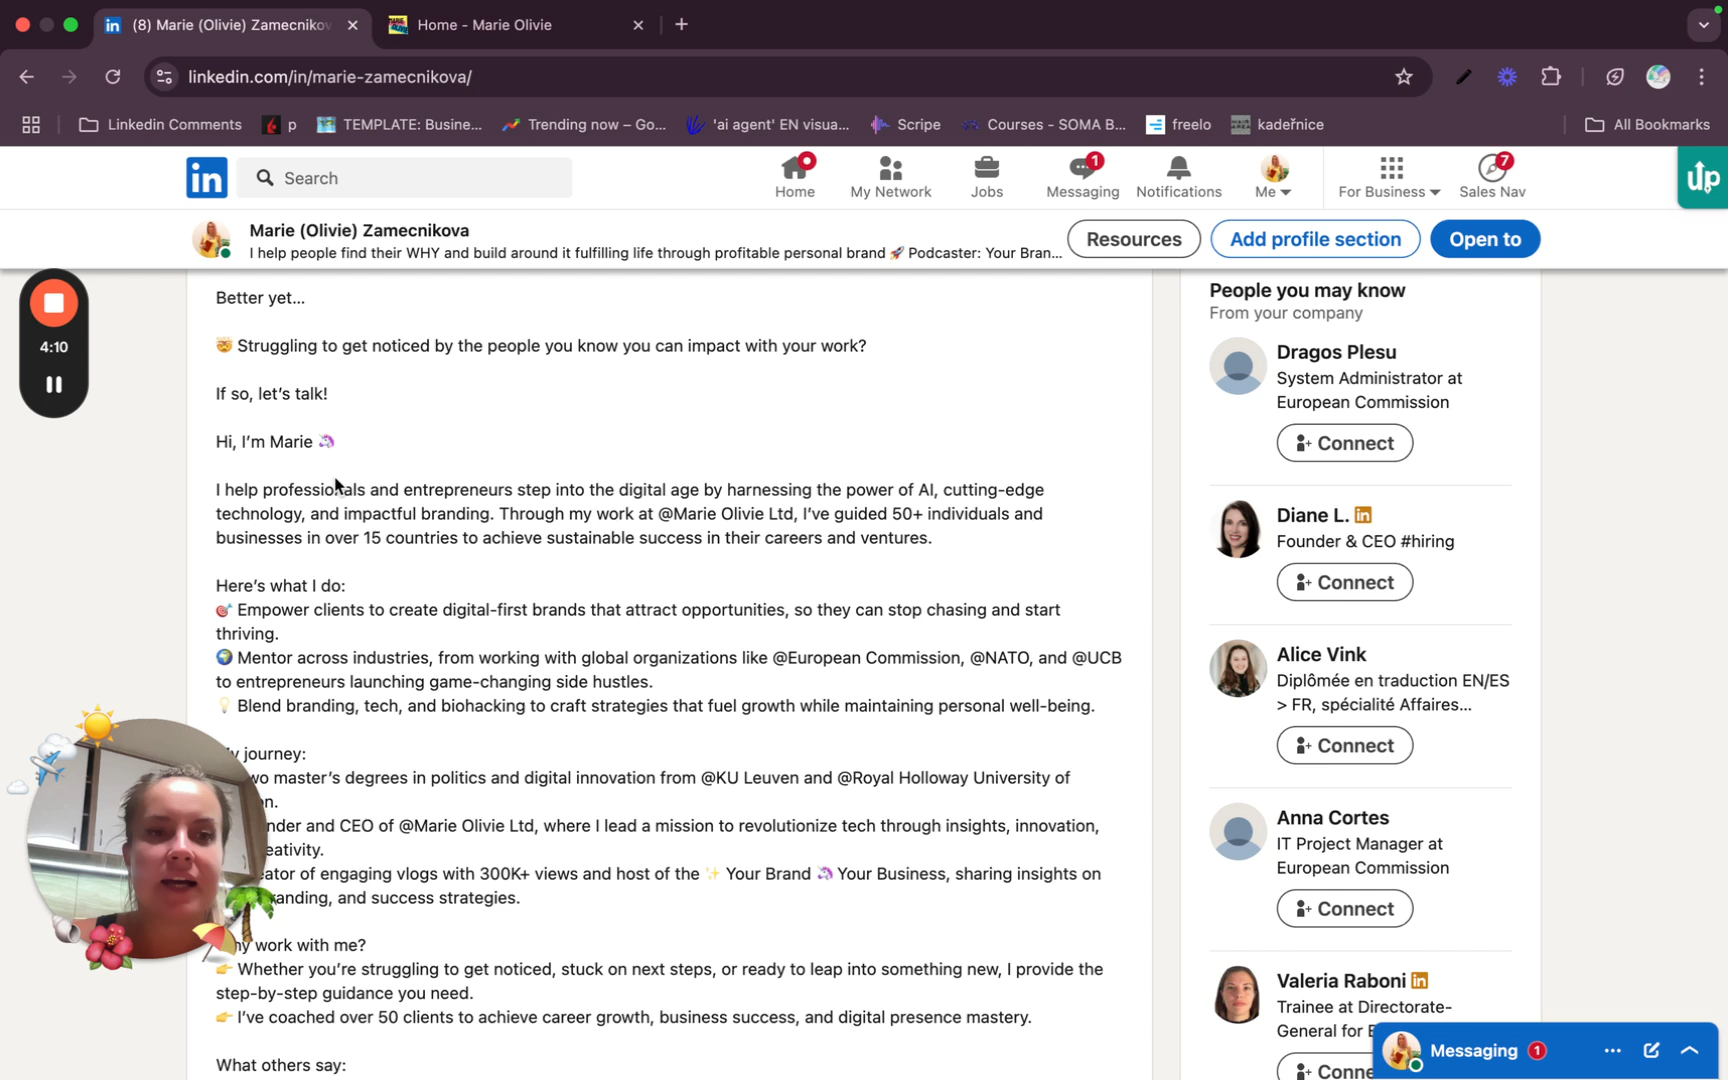 (8) Marie (Olivie) Zamecnikov
Home - Marie Olivie
linkedin.com/in/marie-zamecnikova/
Linkedin Comments
p
TEMPLATE: Busine...
Trending now – Go...
'ai agent' EN visua...
Scripe
Courses - SOMA B...
freelo
kadeřnice
All Bookmarks
in
Search
Home
My Network
Jobs
1
Messaging
Notifications
Me
For Business
7
Sales Nav
up
Marie (Olivie) Zamecnikova
I help people find their WHY and build around it fulfilling life through profitable personal brand 🚀 Podcaster: Your Bran...
Resources
Add profile section
Open to
4:10
Better yet...
🤯 Struggling to get noticed by the people you know you can impact with your work?
If so, let’s talk!
Hi, I’m Marie 🦄
I help professionals and entrepreneurs step into the digital age by harnessing the power of AI, cutting-edge
technology, and impactful branding. Through my work at @Marie Olivie Ltd, I’ve guided 50+ individuals and
businesses in over 15 countries to achieve sustainable success in their careers and ventures.
Here’s what I do:
🎯 Empower clients to create digital-first brands that attract opportunities, so they can stop chasing and start
thriving.
🌍 Mentor across industries, from working with global organizations like @European Commission, @NATO, and @UCB
to entrepreneurs launching game-changing side hustles.
💡 Blend branding, tech, and biohacking to craft strategies that fuel growth while maintaining personal well-being.
journey:
master’s degrees in politics and digital innovation from @KU Leuven and @Royal Holloway University of
and CEO of @Marie Olivie Ltd, where I lead a mission to revolutionize tech through insights, innovation,
of engaging vlogs with 300K+ views and host of the ✨ Your Brand 🦄 Your Business, sharing insights on
and success strategies.
work with me?
👉 Whether you’re struggling to get noticed, stuck on next steps, or ready to leap into something new, I provide the
step-by-step guidance you need.
👉 I’ve coached over 50 clients to achieve career growth, business success, and digital presence mastery.
What others say:
People you may know
From your company
Dragos Plesu
System Administrator at
European Commission
Connect
Diane L. in
Founder & CEO #hiring
Connect
Alice Vink
Diplômée en traduction EN/ES
> FR, spécialité Affaires...
Connect
Anna Cortes
IT Project Manager at
European Commission
Connect
Valeria Raboni in
Trainee at Directorate-
General for
Messaging 1